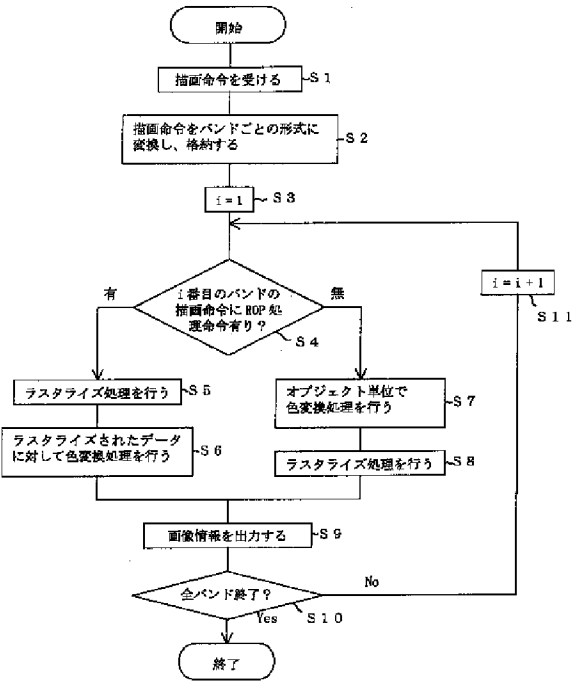 開始
描画命令を受ける
S1
描画命令をバンドごとの形式に
変換し、格納する
S2
i=1
S3
i番目のバンドの
描画命令にROP処
理命令有り?
S4
有
無
i=i+1
S11
ラスタライズ処理を行う
S5
オブジェクト単位で
色変換処理を行う
S7
ラスタライズされたデータ
に対して色変換処理を行う
S6
ラスタライズ処理を行う
S8
画像情報を出力する
S9
全バンド終了?
S10
No
Yes
終了